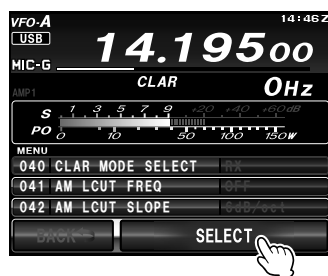 VFO-A 14:46Z
USB
14.19500
MIC-G
CLAR 0Hz
AMP1
S 1 3 5 7 9 +20 +40 +60dB
PO 0 10 50 100 150W
MENU
040 CLAR MODE SELECT RX
041 AM LCUT FREQ OFF
042 AM LCUT SLOPE 6dB/oct
BACK SELECT